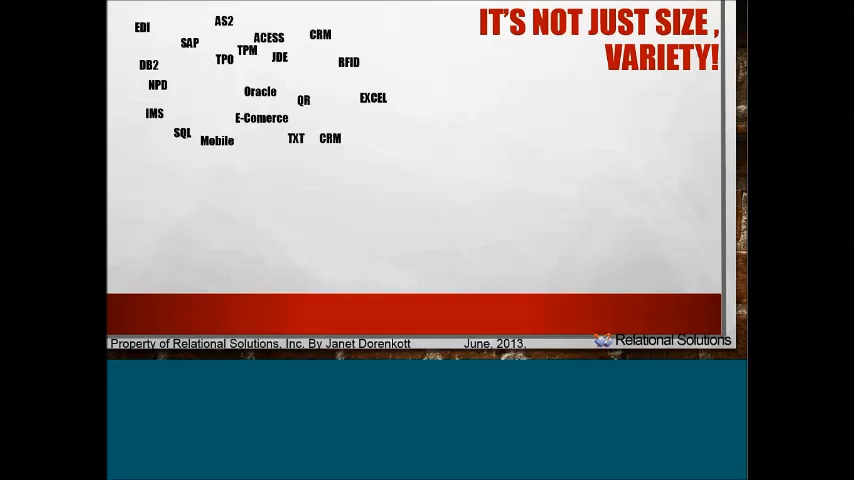 IT'S NOT JUST SIZE ,
VARIETY!
EDI
AS2
SAP
ACESS
CRM
TPM
TPO
JDE
RFID
DB2
NPD
Oracle
QR
EXCEL
IMS
E-Comerce
SQL
Mobile
TXT
CRM
Property of Relational Solutions, Inc. By Janet Dorenkott
June, 2013,
Relational Solutions